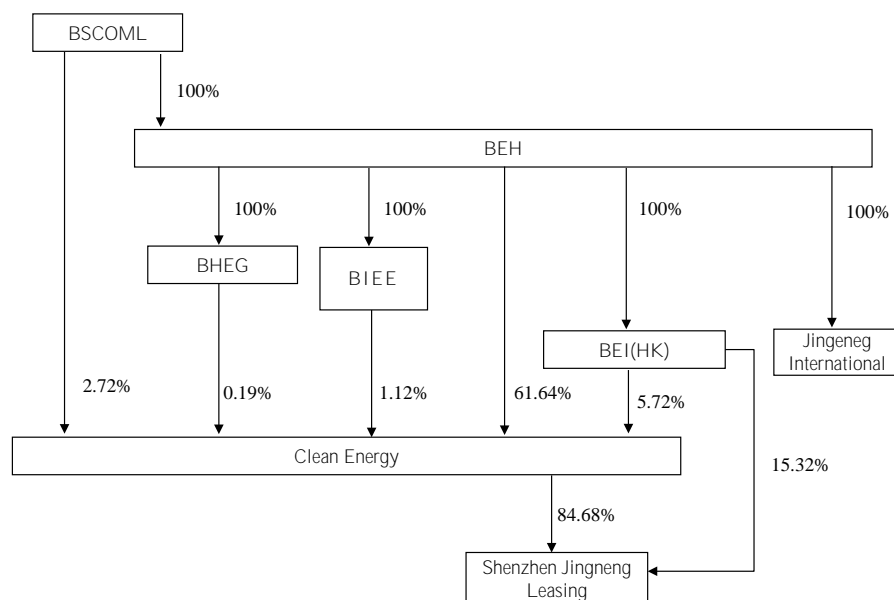 BSCOML
100%
BEH
100%
100%
100%
100%
BHEG
BIEE
BEI(HK)
Jingeneg
International
2.72%
0.19%
1.12%
61.64%
5.72%
Clean Energy
15.32%
84.68%
Shenzhen Jingneng
Leasing